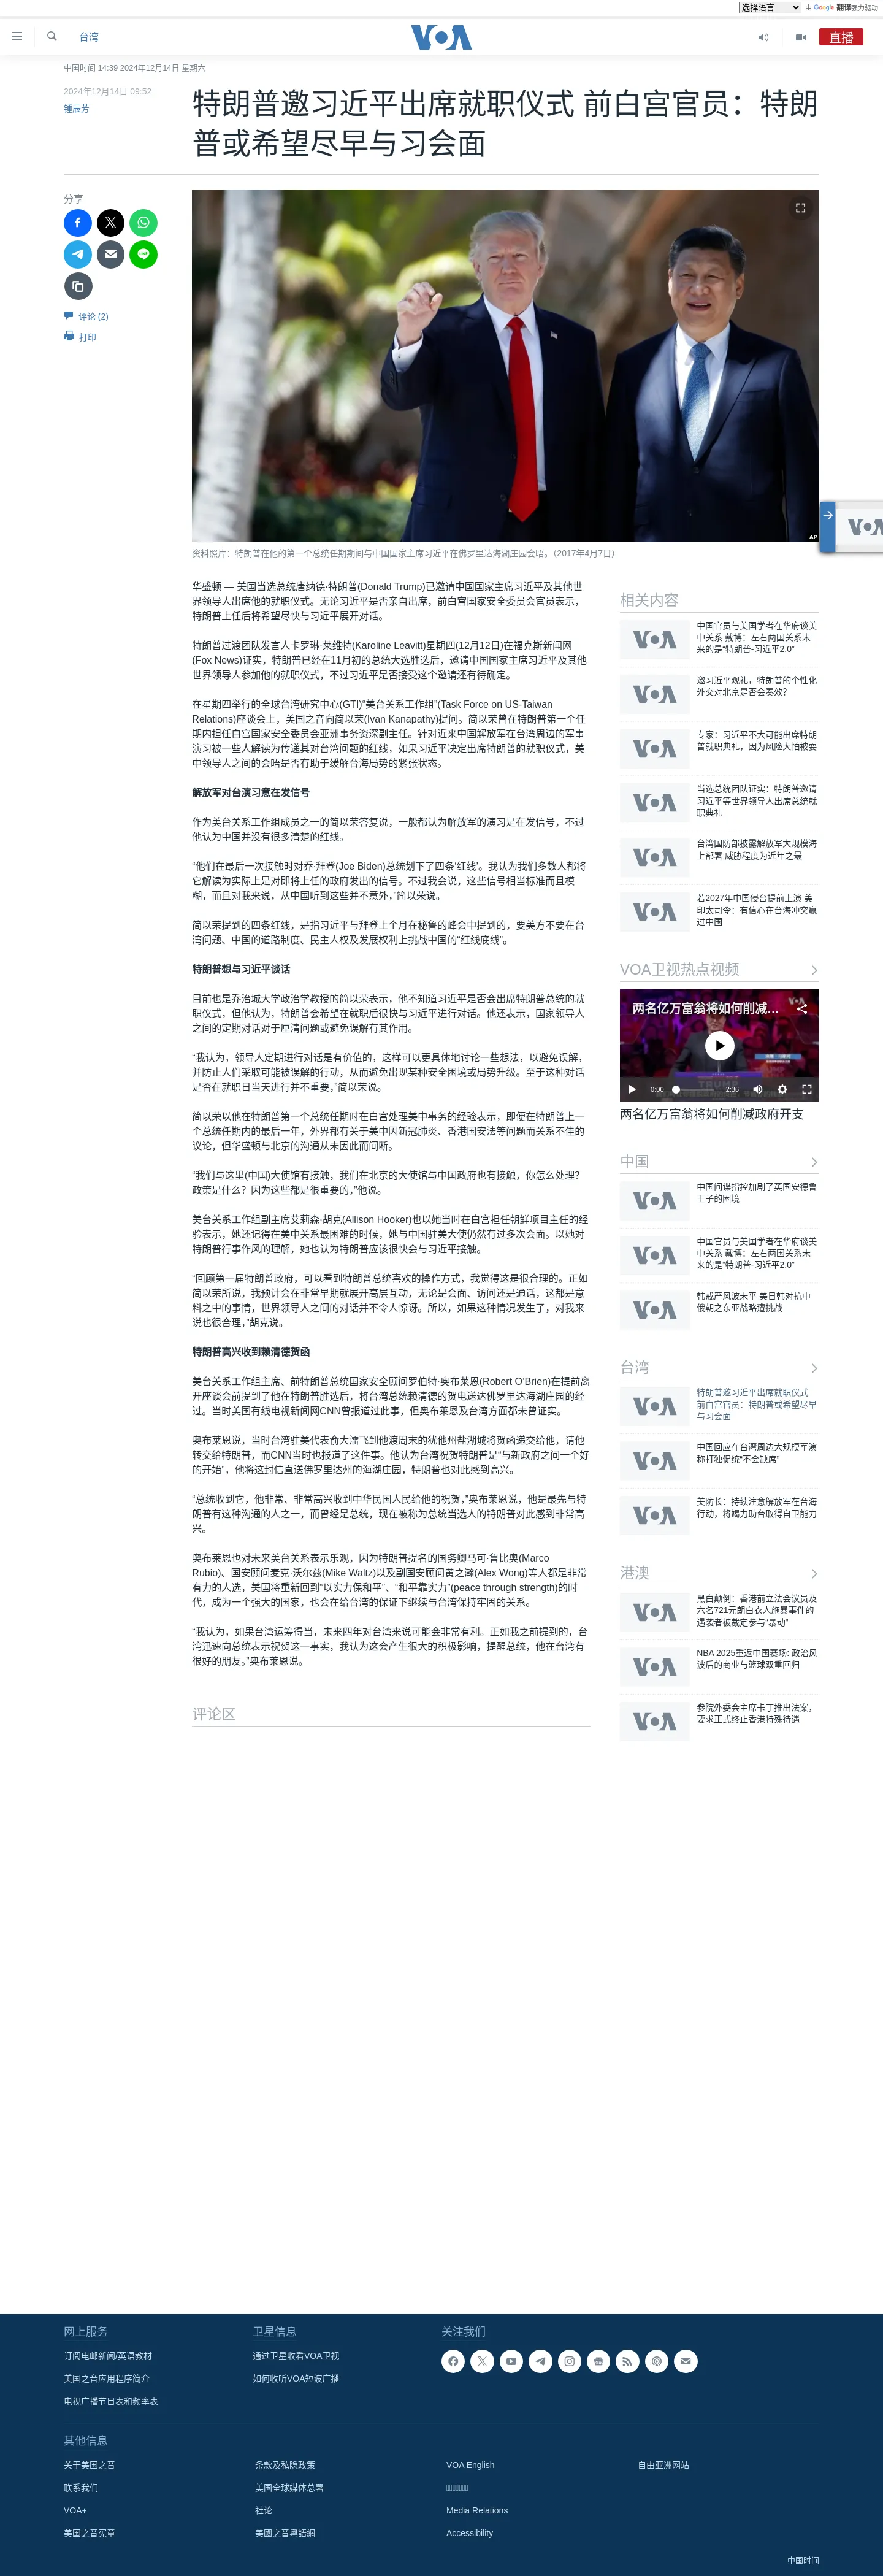 选择语言 由 Google 翻译强力驱动
台湾
VOA
直播
中国时间 14:39 2024年12月14日 星期六
2024年12月14日 09:52
锺辰芳
特朗普邀习近平出席就职仪式 前白宫官员：特朗
普或希望尽早与习会面
分享
评论 (2)
打印
AP
资料照片：特朗普在他的第一个总统任期期间与中国国家主席习近平在佛罗里达海湖庄园会晤。（2017年4月7日）
华盛顿 — 美国当选总统唐纳德·特朗普(Donald Trump)已邀请中国国家主席习近平及其他世
界领导人出席他的就职仪式。无论习近平是否亲自出席，前白宫国家安全委员会官员表示，
特朗普上任后将希望尽快与习近平展开对话。
特朗普过渡团队发言人卡罗琳·莱维特(Karoline Leavitt)星期四(12月12日)在福克斯新闻网
(Fox News)证实，特朗普已经在11月初的总统大选胜选后，邀请中国国家主席习近平及其他
世界领导人参加他的就职仪式，不过习近平是否接受这个邀请还有待确定。
在星期四举行的全球台湾研究中心(GTI)“美台关系工作组”(Task Force on US-Taiwan
Relations)座谈会上，美国之音向简以荣(Ivan Kanapathy)提问。简以荣曾在特朗普第一个任
期内担任白宫国家安全委员会亚洲事务资深副主任。针对近来中国解放军在台湾周边的军事
演习被一些人解读为传递其对台湾问题的红线，如果习近平决定出席特朗普的就职仪式，美
中领导人之间的会晤是否有助于缓解台海局势的紧张状态。
解放军对台演习意在发信号
作为美台关系工作组成员之一的简以荣答复说，一般都认为解放军的演习是在发信号，不过
他认为中国并没有很多清楚的红线。
“他们在最后一次接触时对乔·拜登(Joe Biden)总统划下了四条‘红线’。我认为我们多数人都将
它解读为实际上是对即将上任的政府发出的信号。不过我会说，这些信号相当标准而且模
糊，而且对我来说，从中国听到这些并不意外，”简以荣说。
简以荣提到的四条红线，是指习近平与拜登上个月在秘鲁的峰会中提到的，要美方不要在台
湾问题、中国的道路制度、民主人权及发展权利上挑战中国的“红线底线”。
特朗普想与习近平谈话
目前也是乔治城大学政治学教授的简以荣表示，他不知道习近平是否会出席特朗普总统的就
职仪式，但他认为，特朗普会希望在就职后很快与习近平进行对话。他还表示，国家领导人
之间的定期对话对于厘清问题或避免误解有其作用。
“我认为，领导人定期进行对话是有价值的，这样可以更具体地讨论一些想法，以避免误解，
并防止人们采取可能被误解的行动，从而避免出现某种安全困境或局势升级。至于这种对话
是否在就职日当天进行并不重要，”简以荣说。
简以荣以他在特朗普第一个总统任期时在白宫处理美中事务的经验表示，即便在特朗普上一
个总统任期内的最后一年，外界都有关于美中因新冠肺炎、香港国安法等问题而关系不佳的
议论，但华盛顿与北京的沟通从未因此而间断。
“我们与这里(中国)大使馆有接触，我们在北京的大使馆与中国政府也有接触，你怎么处理？
政策是什么？因为这些都是很重要的，”他说。
美台关系工作组副主席艾莉森·胡克(Allison Hooker)也以她当时在白宫担任朝鲜项目主任的经
验表示，她还记得在美中关系最困难的时候，她与中国驻美大使仍然有过多次会面。以她对
特朗普行事作风的理解，她也认为特朗普应该很快会与习近平接触。
“回顾第一届特朗普政府，可以看到特朗普总统喜欢的操作方式，我觉得这是很合理的。正如
简以荣所说，我预计会在非常早期就展开高层互动，无论是会面、访问还是通话，这都是意
料之中的事情，世界领导人之间的对话并不令人惊讶。所以，如果这种情况发生了，对我来
说也很合理，”胡克说。
特朗普高兴收到赖清德贺函
美台关系工作组主席、前特朗普总统国家安全顾问罗伯特·奥布莱恩(Robert O’Brien)在提前离
开座谈会前提到了他在特朗普胜选后，将台湾总统赖清德的贺电送达佛罗里达海湖庄园的经
过。当时美国有线电视新闻网CNN曾报道过此事，但奥布莱恩及台湾方面都未曾证实。
奥布莱恩说，当时台湾驻美代表俞大㵢飞到他渡周末的犹他州盐湖城将贺函递交给他，请他
转交给特朗普，而CNN当时也报道了这件事。他认为台湾祝贺特朗普是“与新政府之间一个好
的开始”，他将这封信直送佛罗里达州的海湖庄园，特朗普也对此感到高兴。
“总统收到它，他非常、非常高兴收到中华民国人民给他的祝贺，”奥布莱恩说，他是最先与特
朗普有这种沟通的人之一，而曾经是总统，现在被称为总统当选人的特朗普对此感到非常高
兴。
奥布莱恩也对未来美台关系表示乐观，因为特朗普提名的国务卿马可·鲁比奥(Marco
Rubio)、国安顾问麦克·沃尔兹(Mike Waltz)以及副国安顾问黄之瀚(Alex Wong)等人都是非常
有力的人选，美国将重新回到“以实力保和平”、“和平靠实力”(peace through strength)的时
代，成为一个强大的国家，也会在给台湾的保证下继续与台湾保持牢固的关系。
“我认为，如果台湾运筹得当，未来四年对台湾来说可能会非常有利。正如我之前提到的，台
湾迅速向总统表示祝贺这一事实，我认为这会产生很大的积极影响，提醒总统，他在台湾有
很好的朋友。”奥布莱恩说。
评论区
相关内容
中国官员与美国学者在华府谈美
中关系 戴博：左右两国关系未
来的是“特朗普-习近平2.0”
邀习近平观礼，特朗普的个性化
外交对北京是否会奏效？
专家：习近平不大可能出席特朗
普就职典礼，因为风险大怕被耍
当选总统团队证实：特朗普邀请
习近平等世界领导人出席总统就
职典礼
台湾国防部披露解放军大规模海
上部署 威胁程度为近年之最
若2027年中国侵台提前上演 美
印太司令：有信心在台海冲突赢
过中国
VOA卫视热点视频
两名亿万富翁将如何削减...
0:00 2:36
两名亿万富翁将如何削减政府开支
中国
中国间谍指控加剧了英国安德鲁
王子的困境
中国官员与美国学者在华府谈美
中关系 戴博：左右两国关系未
来的是“特朗普-习近平2.0”
韩戒严风波未平 美日韩对抗中
俄朝之东亚战略遭挑战
台湾
特朗普邀习近平出席就职仪式
前白宫官员：特朗普或希望尽早
与习会面
中国回应在台湾周边大规模军演
称打独促统“不会缺席”
美防长：持续注意解放军在台海
行动，将竭力助台取得自卫能力
港澳
黑白颠倒：香港前立法会议员及
六名721元朗白衣人施暴事件的
遇袭者被裁定参与“暴动”
NBA 2025重返中国赛场: 政治风
波后的商业与篮球双重回归
参院外委会主席卡丁推出法案，
要求正式终止香港特殊待遇
网上服务
订阅电邮新闻/英语教材
美国之音应用程序简介
电视广播节目表和频率表
卫星信息
通过卫星收看VOA卫视
如何收听VOA短波广播
关注我们
其他信息
关于美国之音
联系我们
VOA+
美国之音宪章
条款及私隐政策
美国全球媒体总署
社论
美國之音粵語網
VOA English
Media Relations
Accessibility
自由亚洲网站
中国时间